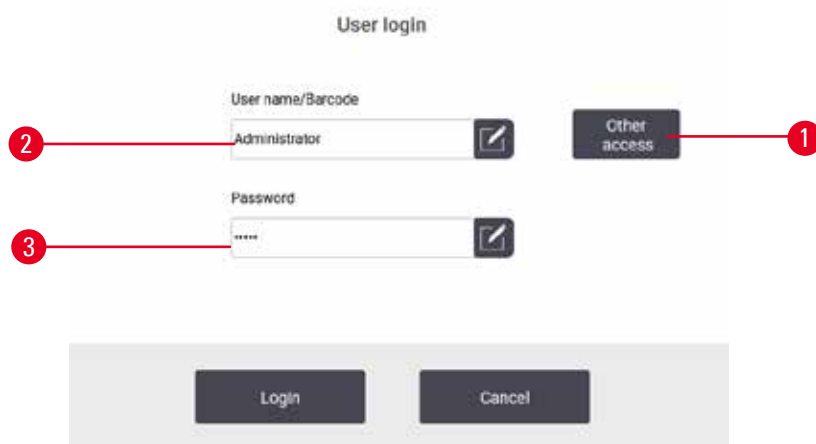 User login
User name/Barcode
2
Administrator
Other
access
1
Password
3
•••••
Login
Cancel